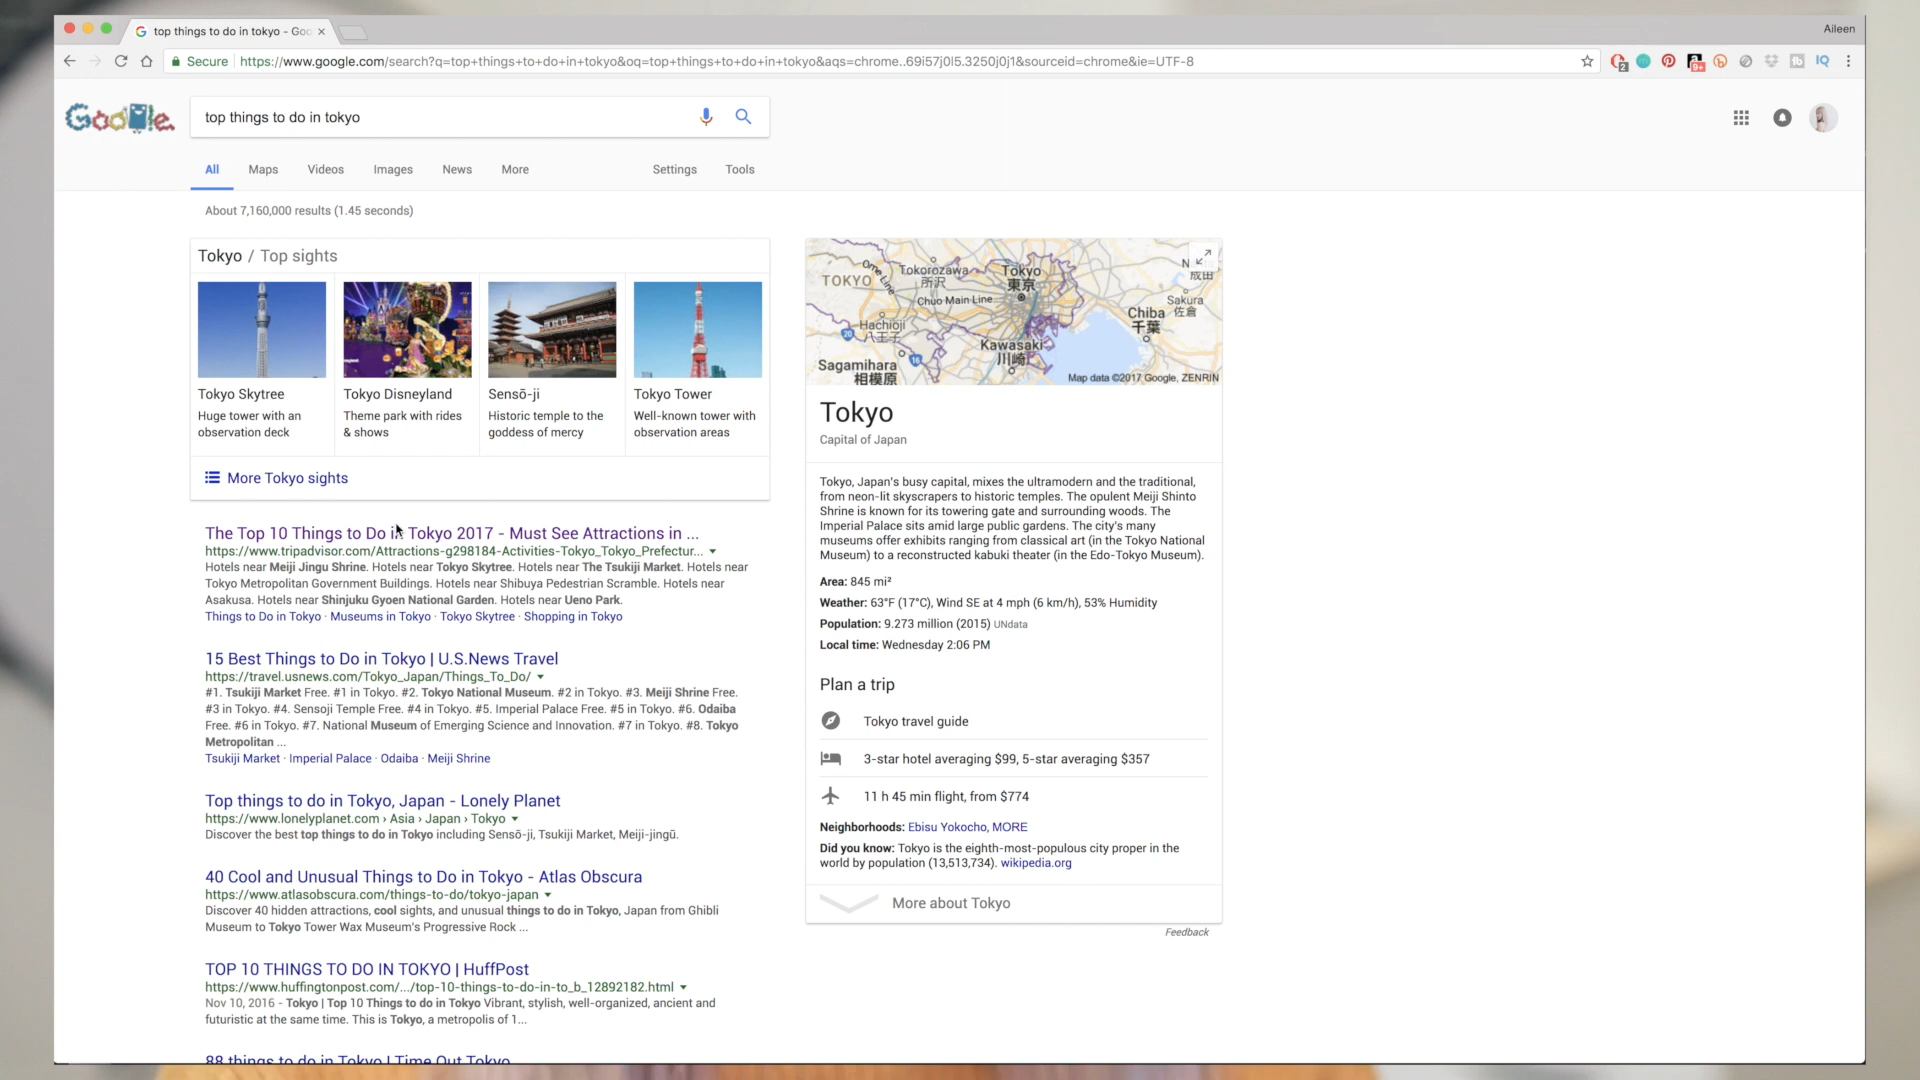 top things to do in tokyo - Goo
Aileen
Secure https://www.google.com/search?q=top+things+to+do+in+tokyo&oq=top+things+to+do+in+tokyo&aqs=chrome..69i57j0l5.3250j0j1&sourceid=chrome&ie=UTF-8
2
9+
IQ
Google
top things to do in tokyo
All Maps Videos Images News More Settings Tools
About 7,160,000 results (1.45 seconds)
Tokyo / Top sights
Tokyo Skytree
Huge tower with an
observation deck
Tokyo Disneyland
Theme park with rides
& shows
Sensō-ji
Historic temple to the
goddess of mercy
Tokyo Tower
Well-known tower with
observation areas
More Tokyo sights
The Top 10 Things to Do in Tokyo 2017 - Must See Attractions in ...
https://www.tripadvisor.com/Attractions-g298184-Activities-Tokyo_Tokyo_Prefectur...
Hotels near Meiji Jingu Shrine. Hotels near Tokyo Skytree. Hotels near The Tsukiji Market. Hotels near
Tokyo Metropolitan Government Buildings. Hotels near Shibuya Pedestrian Scramble. Hotels near
Asakusa. Hotels near Shinjuku Gyoen National Garden. Hotels near Ueno Park.
Things to Do in Tokyo · Museums in Tokyo · Tokyo Skytree · Shopping in Tokyo
15 Best Things to Do in Tokyo | U.S.News Travel
https://travel.usnews.com/Tokyo_Japan/Things_To_Do/
#1. Tsukiji Market Free. #1 in Tokyo. #2. Tokyo National Museum. #2 in Tokyo. #3. Meiji Shrine Free.
#3 in Tokyo. #4. Sensoji Temple Free. #4 in Tokyo. #5. Imperial Palace Free. #5 in Tokyo. #6. Odaiba
Free. #6 in Tokyo. #7. National Museum of Emerging Science and Innovation. #7 in Tokyo. #8. Tokyo
Metropolitan ...
Tsukiji Market · Imperial Palace · Odaiba · Meiji Shrine
Top things to do in Tokyo, Japan - Lonely Planet
https://www.lonelyplanet.com › Asia › Japan › Tokyo
Discover the best top things to do in Tokyo including Sensō-ji, Tsukiji Market, Meiji-jingū.
40 Cool and Unusual Things to Do in Tokyo - Atlas Obscura
https://www.atlasobscura.com/things-to-do/tokyo-japan
Discover 40 hidden attractions, cool sights, and unusual things to do in Tokyo, Japan from Ghibli
Museum to Tokyo Tower Wax Museum's Progressive Rock ...
TOP 10 THINGS TO DO IN TOKYO | HuffPost
https://www.huffingtonpost.com/.../top-10-things-to-do-in-to_b_12892182.html
Nov 10, 2016 - Tokyo | Top 10 Things to do in Tokyo Vibrant, stylish, well-organized, ancient and
futuristic at the same time. This is Tokyo, a metropolis of 1...
88 things to do in Tokyo | Time Out Tokyo
TOKYO
Ome Line
Tokorozawa
所沢
Tokyo
東京
N
成田
Chuo Main Line
Sakura
佐倉
Hachioji
八王子
20
Chiba
千葉
Kawasaki
川崎
16
Sagamihara
相模原
Map data ©2017 Google, ZENRIN
Tokyo
Capital of Japan
Tokyo, Japan's busy capital, mixes the ultramodern and the traditional,
from neon-lit skyscrapers to historic temples. The opulent Meiji Shinto
Shrine is known for its towering gate and surrounding woods. The
Imperial Palace sits amid large public gardens. The city's many
museums offer exhibits ranging from classical art (in the Tokyo National
Museum) to a reconstructed kabuki theater (in the Edo-Tokyo Museum).
Area: 845 mi²
Weather: 63°F (17°C), Wind SE at 4 mph (6 km/h), 53% Humidity
Population: 9.273 million (2015) UNdata
Local time: Wednesday 2:06 PM
Plan a trip
Tokyo travel guide
3-star hotel averaging $99, 5-star averaging $357
11 h 45 min flight, from $774
Neighborhoods: Ebisu Yokocho, MORE
Did you know: Tokyo is the eighth-most-populous city proper in the
world by population (13,513,734). wikipedia.org
More about Tokyo
Feedback